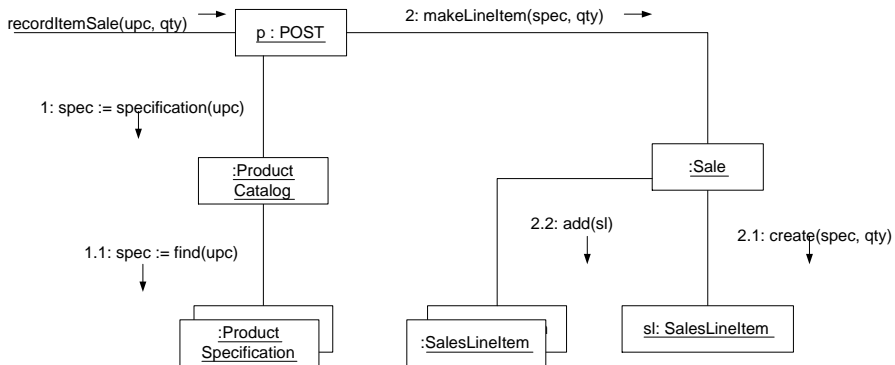 recordItemSale(upc, qty)
p : POST
2: makeLineItem(spec, qty)
1: spec := specification(upc)
:Product
Catalog
:Sale
1.1: spec := find(upc)
2.2: add(sl)
2.1: create(spec, qty)
:Product
Specification
:SalesLineItem
sl: SalesLineItem